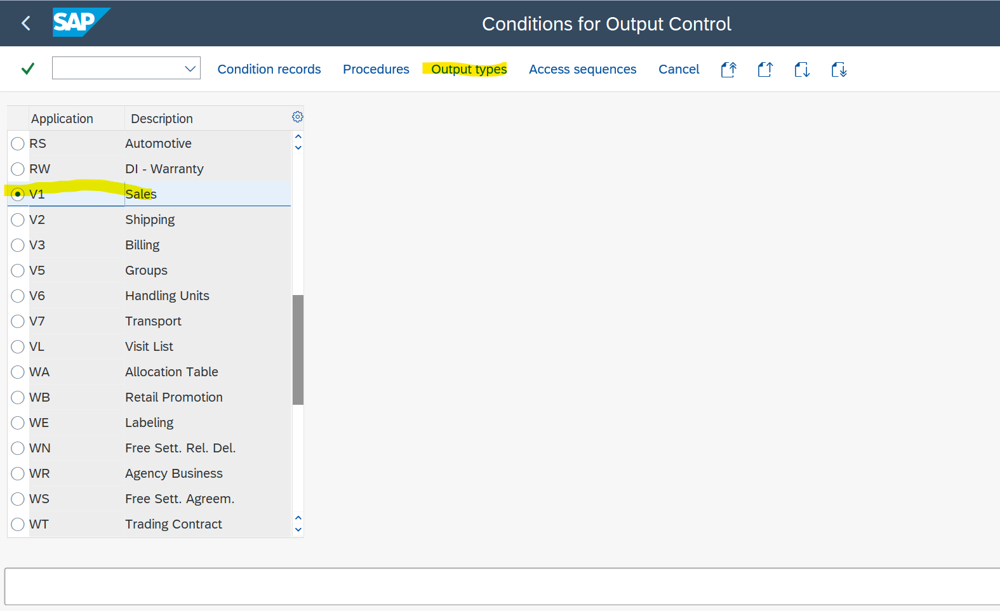 SAP Conditions for Output Control
Condition records Procedures Output types Access sequences Cancel
Application Description
RS Automotive
RW DI - Warranty
V1 Sales
V2 Shipping
V3 Billing
V5 Groups
V6 Handling Units
V7 Transport
VL Visit List
WA Allocation Table
WB Retail Promotion
WE Labeling
WN Free Sett. Rel. Del.
WR Agency Business
WS Free Sett. Agreem.
WT Trading Contract